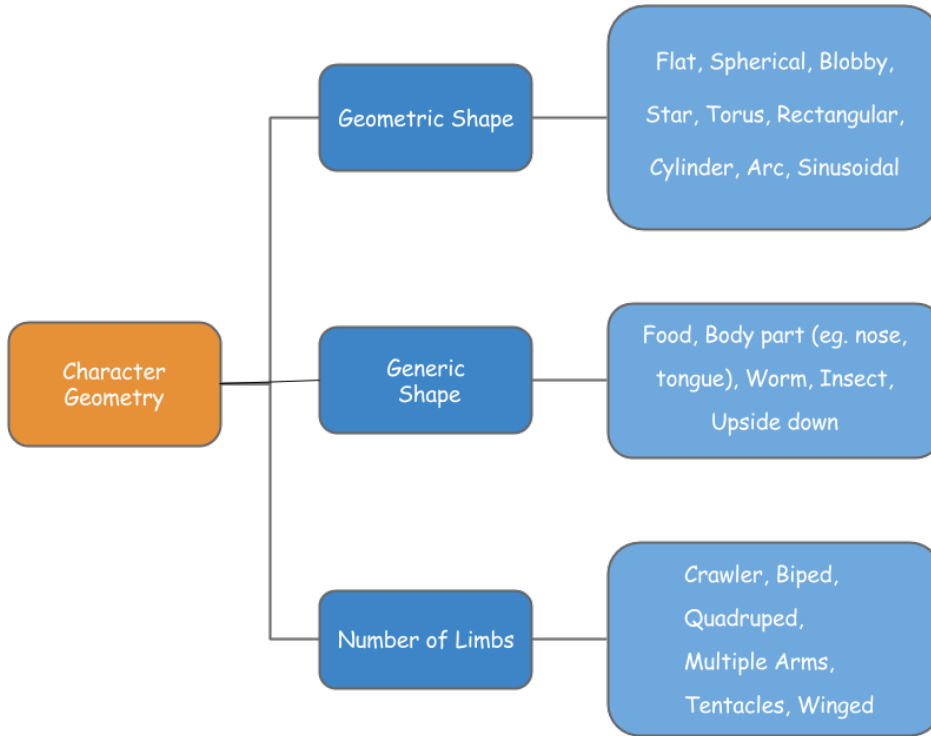 Flat, Spherical, Blobby,
Geometric Shape
Star, Torus, Rectangular,
Cylinder, Arc, Sinusoidal
Character
Geometry
Generic
Shape
Food, Body part (eg. nose,
tongue), Worm, Insect,
Upside down
Number of Limbs
Crawler, Biped,
Quadruped,
Multiple Arms,
Tentacles, Winged